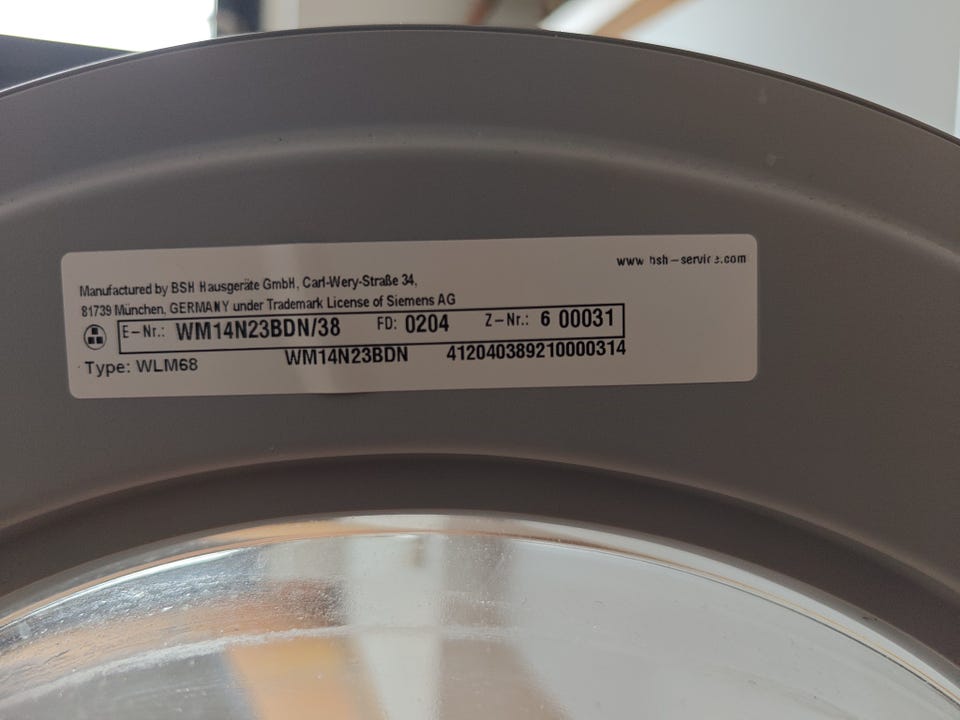 www.bsh-service.com
Manufactured by BSH Hausgeräte GmbH, Carl-Wery-Straße 34,
81739 München, GERMANY under Trademark License of Siemens AG
E-Nr.: WM14N23BDN/38 FD: 0204 Z-Nr.: 6 00031
Type: WLM68 WM14N23BDN 412040389210000314